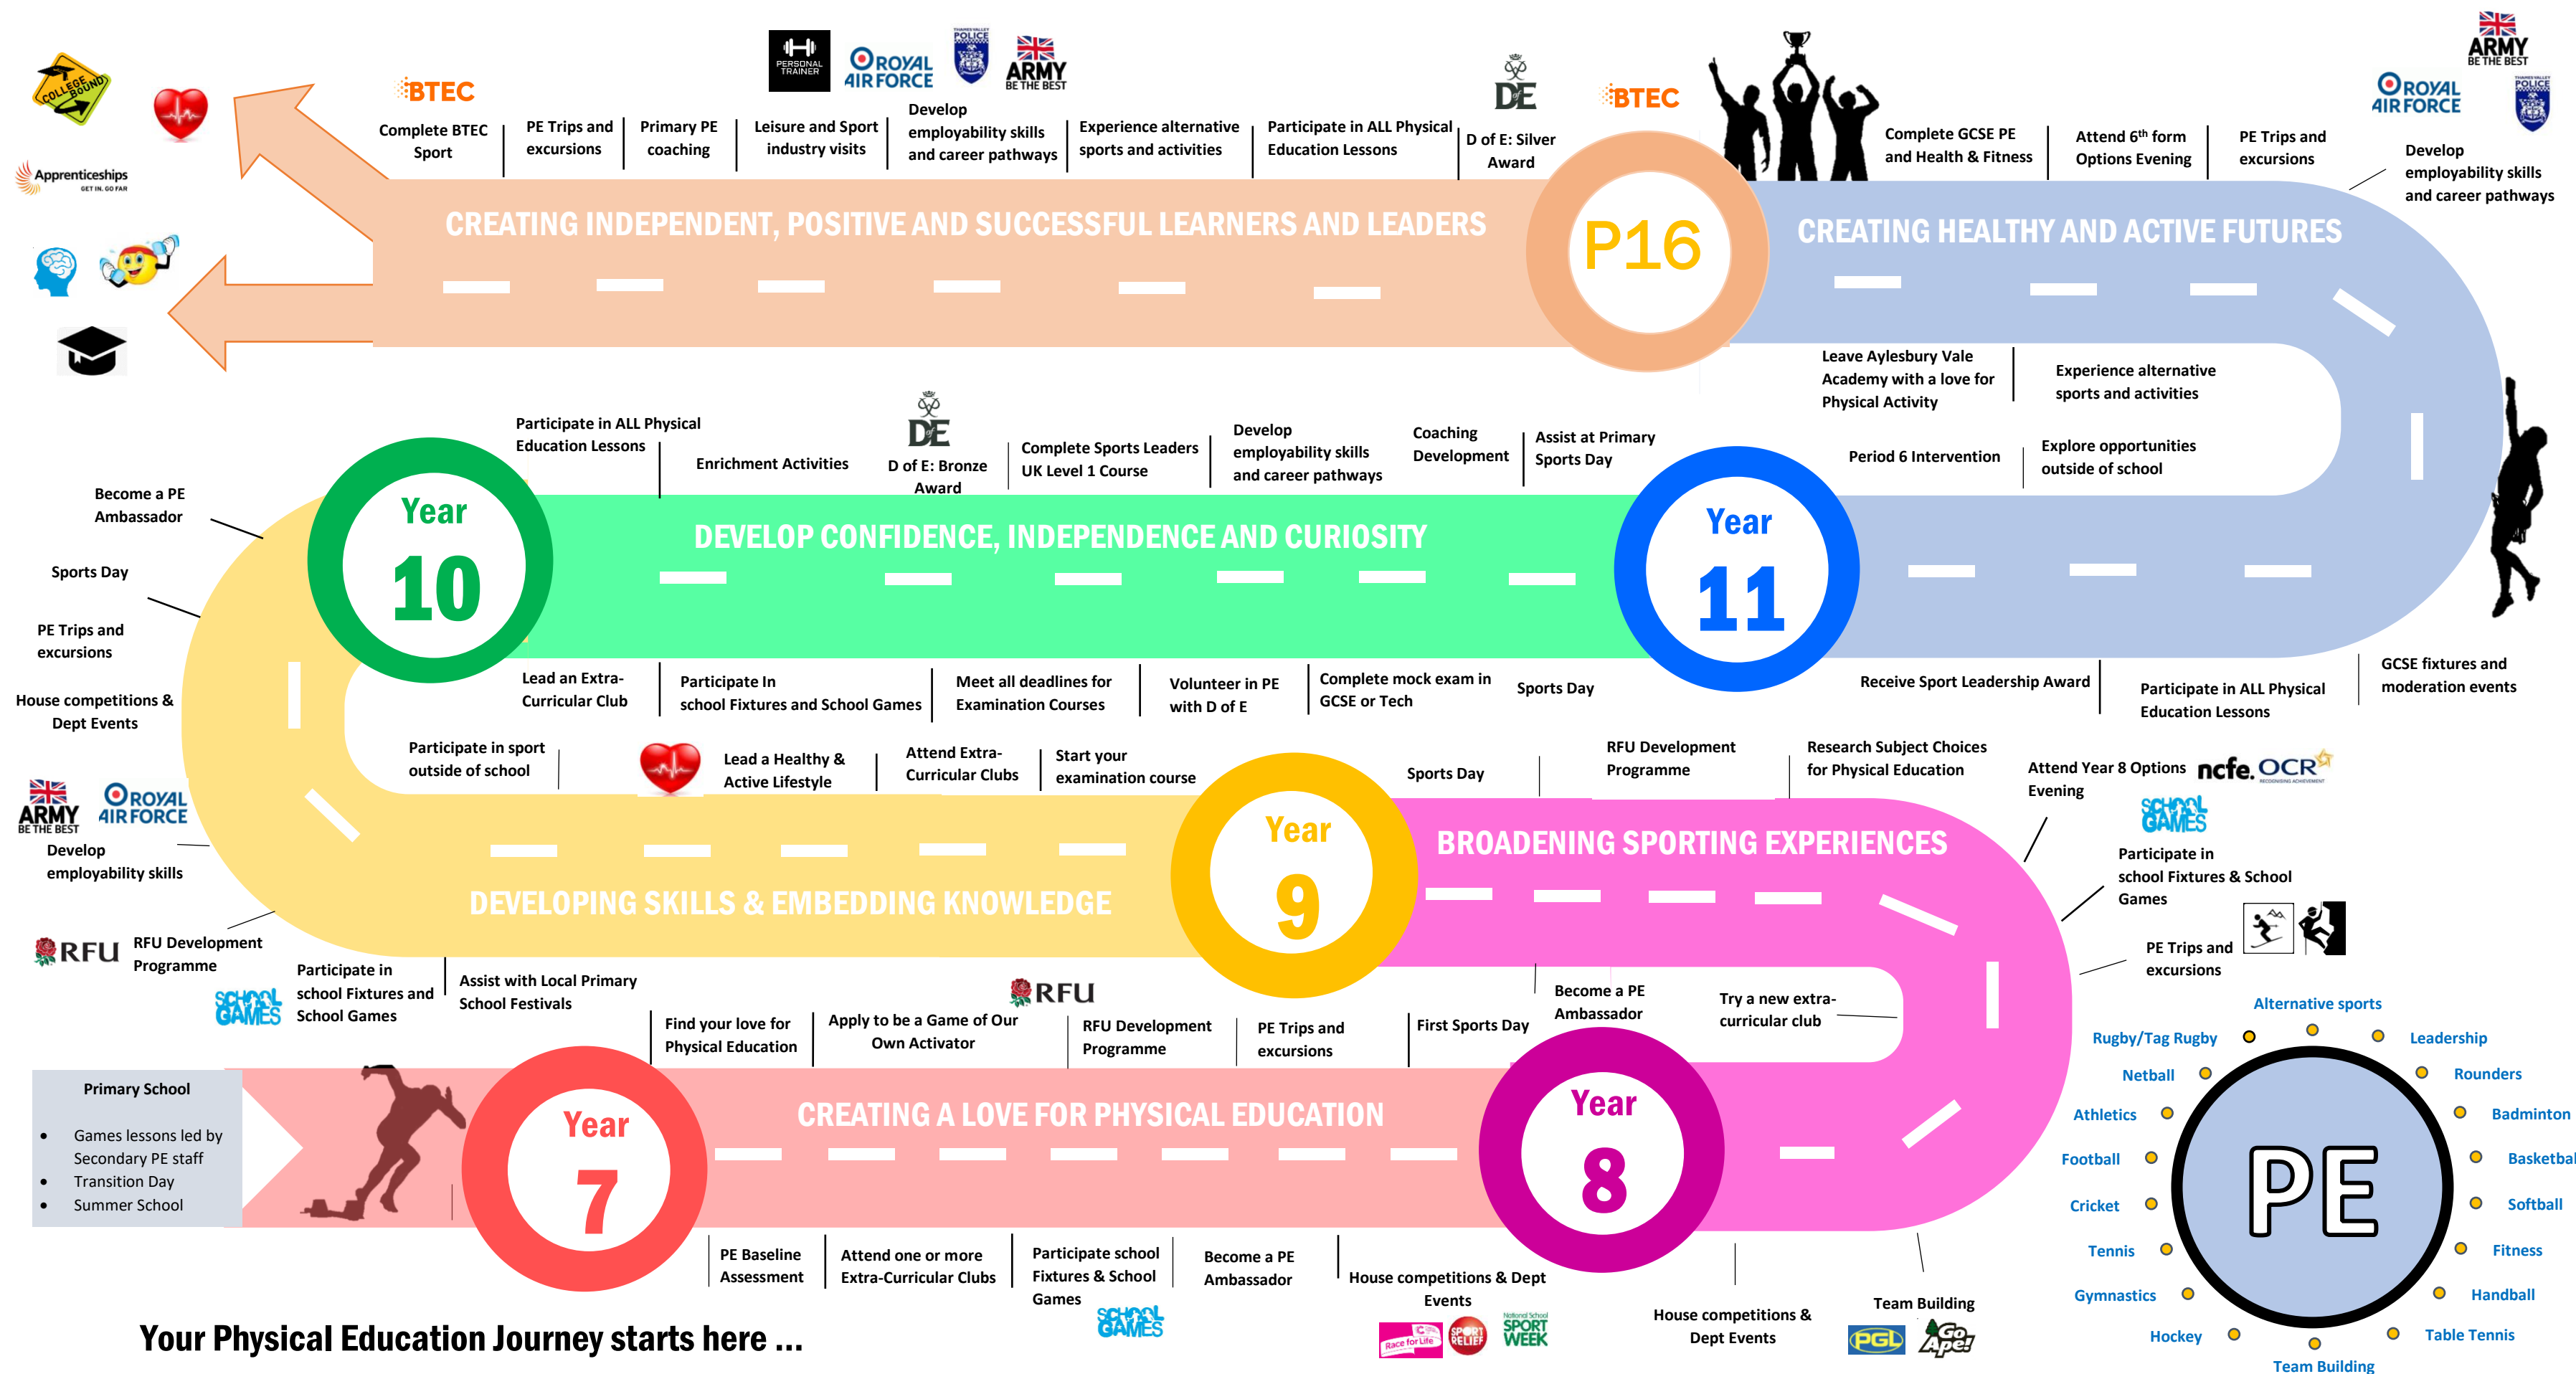 COLLEGE
BOUND
Apprenticeships
GET IN. GO FAR
BTEC
Complete BTEC
Sport
PE Trips and
excursions
Primary PE
coaching
PERSONAL
TRAINER
Leisure and Sport
industry visits
ROYAL
AIR FORCE
THAMES VALLEY
POLICE
ARMY
BE THE BEST
Develop
employability skills
and career pathways
Experience alternative
sports and activities
Participate in ALL Physical
Education Lessons
DofE
D of E: Silver
Award
BTEC
P16
CREATING INDEPENDENT, POSITIVE AND SUCCESSFUL LEARNERS AND LEADERS
Complete GCSE PE
and Health & Fitness
Attend 6th form
Options Evening
PE Trips and
excursions
ARMY
BE THE BEST
ROYAL
AIR FORCE
THAMES VALLEY
POLICE
Develop
employability skills
and career pathways
CREATING HEALTHY AND ACTIVE FUTURES
Leave Aylesbury Vale
Academy with a love for
Physical Activity
Experience alternative
sports and activities
Period 6 Intervention
Explore opportunities
outside of school
Participate in ALL Physical
Education Lessons
Enrichment Activities
DofE
D of E: Bronze
Award
Complete Sports Leaders
UK Level 1 Course
Develop
employability skills
and career pathways
Coaching
Development
Assist at Primary
Sports Day
Year
10
DEVELOP CONFIDENCE, INDEPENDENCE AND CURIOSITY
Year
11
Become a PE
Ambassador
Sports Day
PE Trips and
excursions
House competitions &
Dept Events
Lead an Extra-
Curricular Club
Participate In
school Fixtures and School Games
Meet all deadlines for
Examination Courses
Volunteer in PE
with D of E
Complete mock exam in
GCSE or Tech
Sports Day
Receive Sport Leadership Award
Participate in ALL Physical
Education Lessons
GCSE fixtures and
moderation events
Participate in sport
outside of school
Lead a Healthy &
Active Lifestyle
Attend Extra-
Curricular Clubs
Start your
examination course
Sports Day
RFU Development
Programme
Research Subject Choices
for Physical Education
Attend Year 8 Options
Evening
ncfe.
OCR
RECOGNISING ACHIEVEMENT
SCHOOL
GAMES
Participate in
school Fixtures & School
Games
PE Trips and
excursions
ARMY
BE THE BEST
ROYAL
AIR FORCE
Develop
employability skills
Year
9
BROADENING SPORTING EXPERIENCES
DEVELOPING SKILLS & EMBEDDING KNOWLEDGE
RFU
RFU Development
Programme
SCHOOL
GAMES
Participate in
school Fixtures and
School Games
Assist with Local Primary
School Festivals
Find your love for
Physical Education
RFU
Apply to be a Game of Our
Own Activator
RFU Development
Programme
PE Trips and
excursions
First Sports Day
Become a PE
Ambassador
Try a new extra-
curricular club
Primary School
• Games lessons led by
Secondary PE staff
• Transition Day
• Summer School
Year
7
CREATING A LOVE FOR PHYSICAL EDUCATION
Year
8
PE Baseline
Assessment
Attend one or more
Extra-Curricular Clubs
Participate school
Fixtures & School
Games
SCHOOL
GAMES
Become a PE
Ambassador
House competitions & Dept
Events
Race for Life
SPORT
RELIEF
National School
SPORT
WEEK
House competitions &
Dept Events
Team Building
PGL
Go
Ape!
Your Physical Education Journey starts here ...
PE
Alternative sports
Leadership
Rounders
Badminton
Basketbal
Softball
Fitness
Handball
Table Tennis
Team Building
Hockey
Gymnastics
Tennis
Cricket
Football
Athletics
Netball
Rugby/Tag Rugby